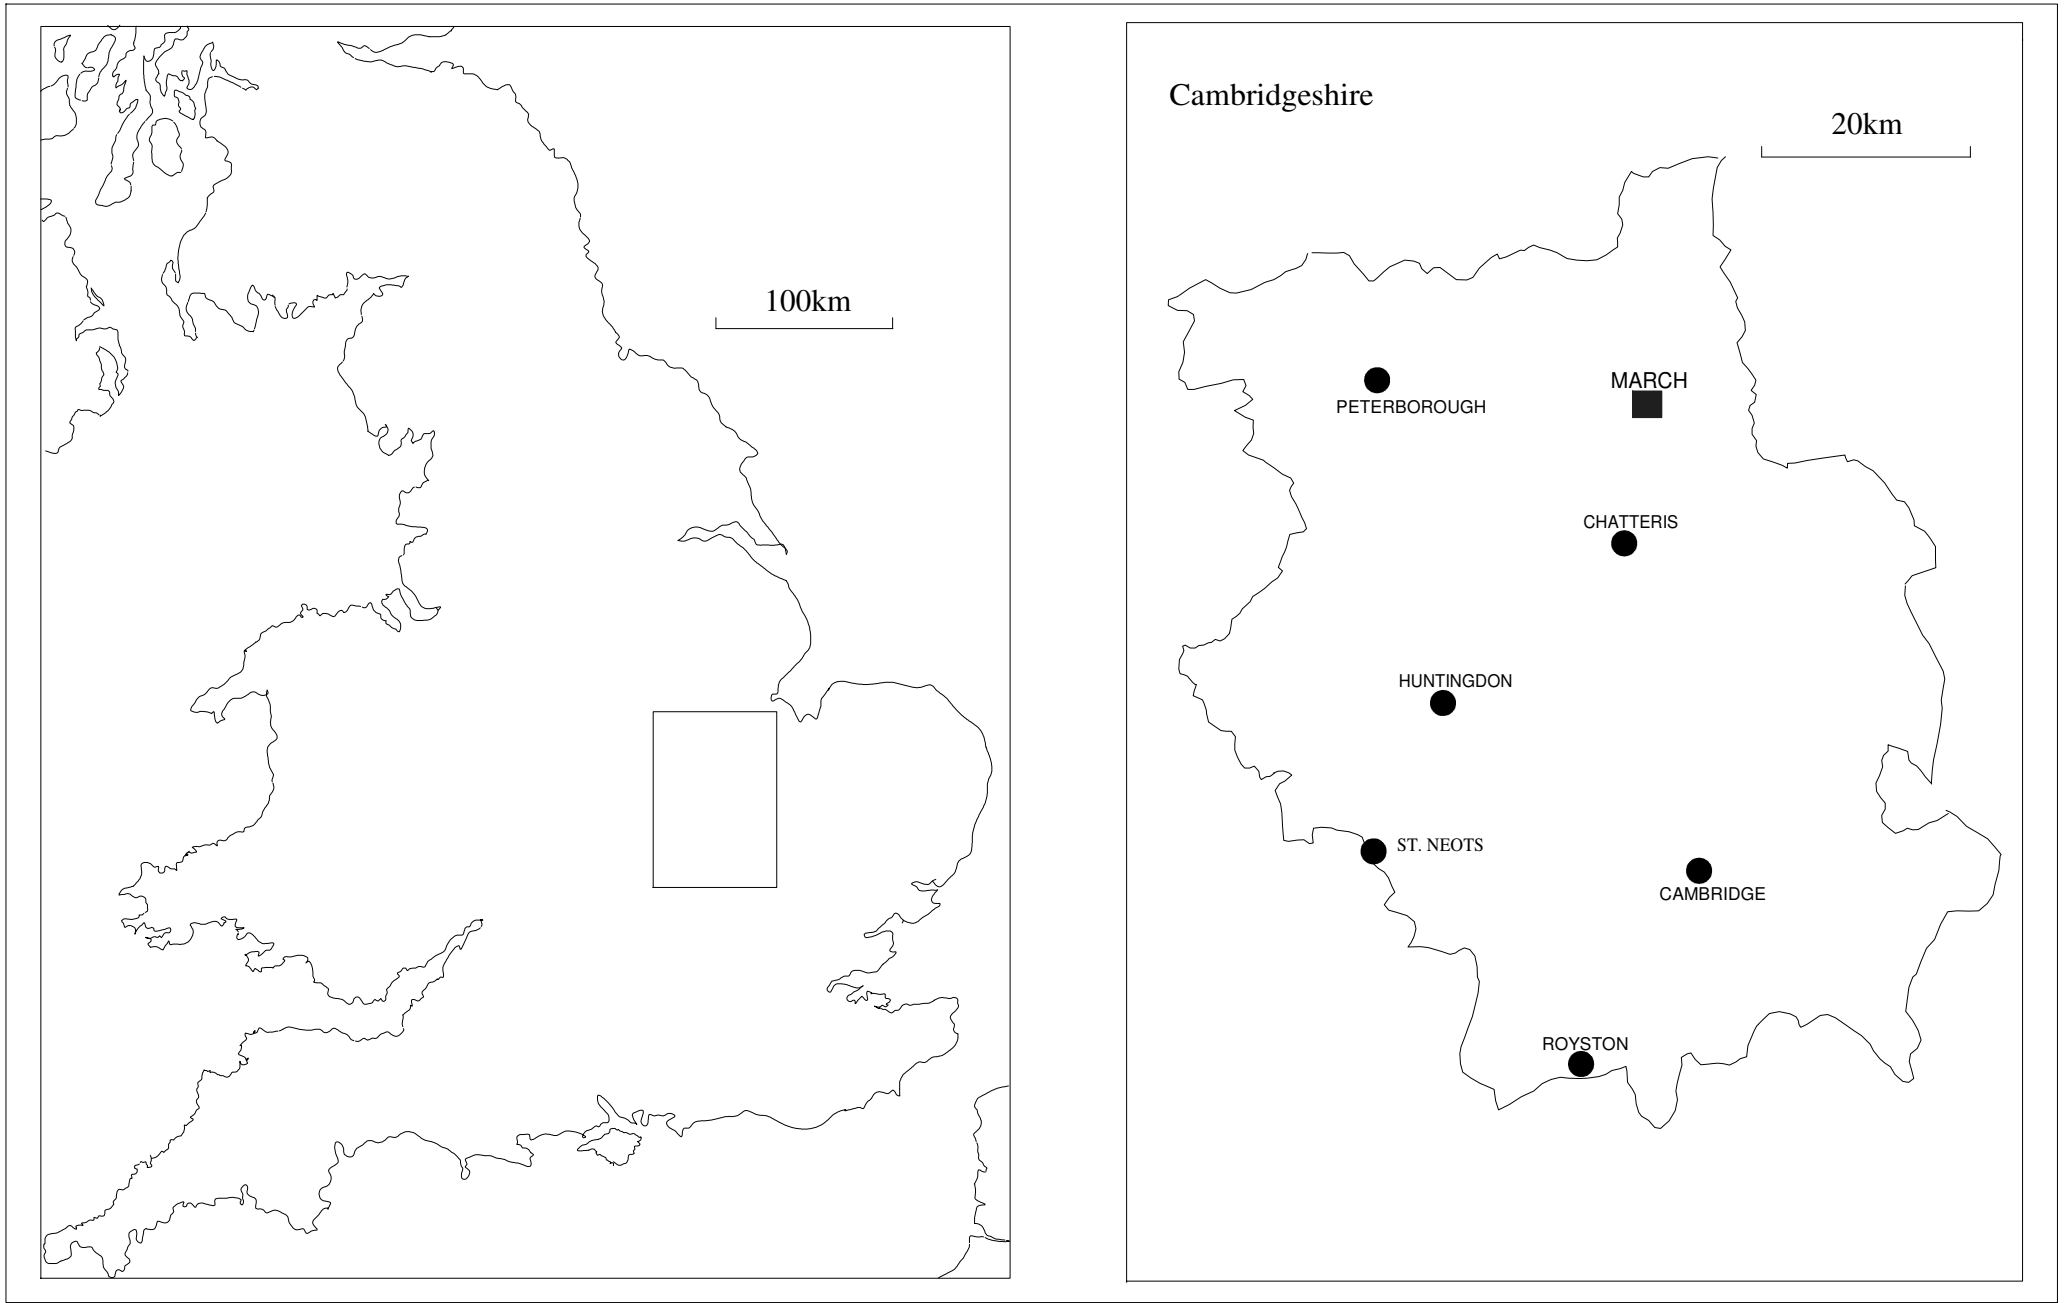 100km
Cambridgeshire
20km
MARCH
PETERBOROUGH
CHATTERIS
HUNTINGDON
ST. NEOTS
CAMBRIDGE
ROYSTON